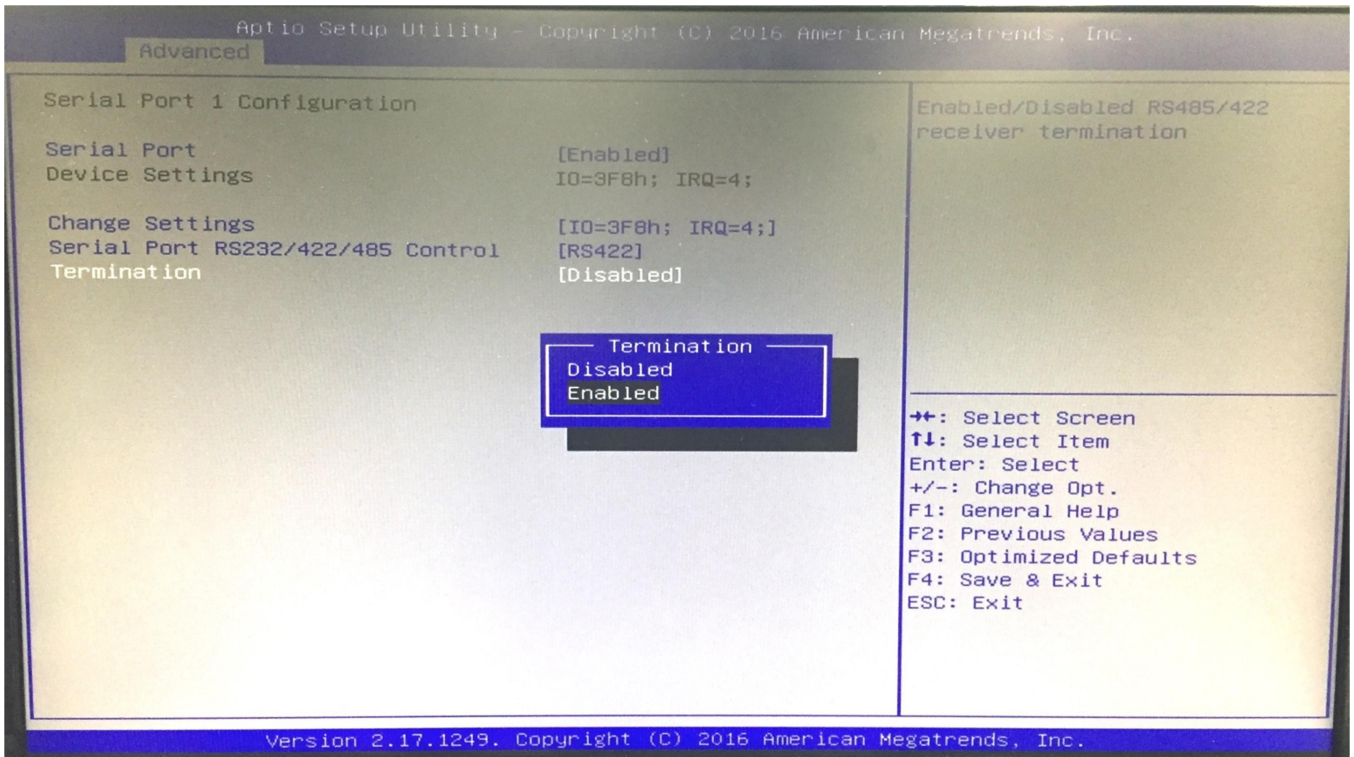 Aptio Setup Utility - Copyright (C) 2016 American Megatrends, Inc.
Advanced
Serial Port 1 Configuration
Serial Port [Enabled]
Device Settings IO=3F8h; IRQ=4;
Change Settings [IO=3F8h; IRQ=4;]
Serial Port RS232/422/485 Control [RS422]
Termination [Disabled]
Termination
Disabled
Enabled
Enabled/Disabled RS485/422
receiver termination
→←: Select Screen
↑↓: Select Item
Enter: Select
+/-: Change Opt.
F1: General Help
F2: Previous Values
F3: Optimized Defaults
F4: Save & Exit
ESC: Exit
Version 2.17.1249. Copyright (C) 2016 American Megatrends, Inc.